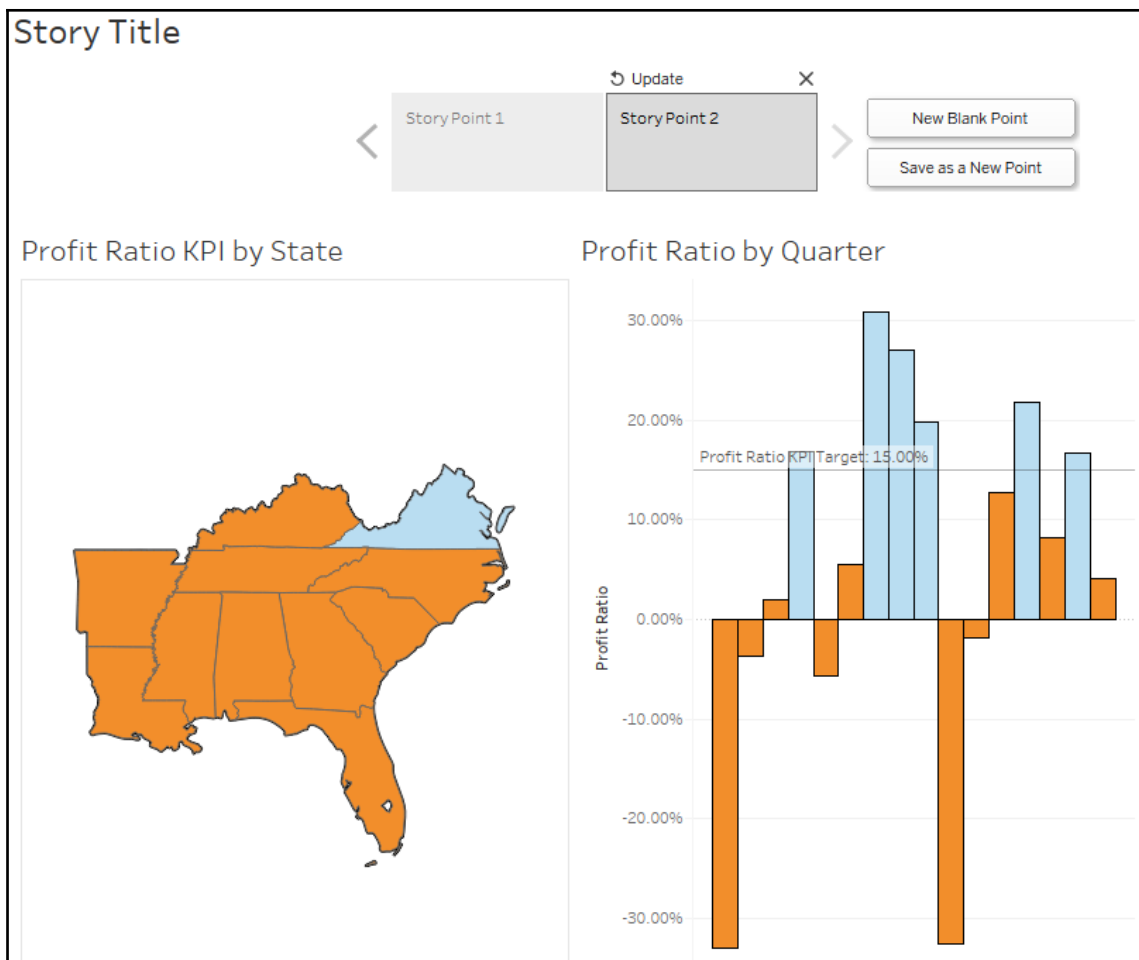 Story Title
Update
Story Point 1
Story Point 2
New Blank Point
Save as a New Point
Profit Ratio KPI by State
Profit Ratio by Quarter
30.00%
20.00%
Profit Ratio KPI Target: 15.00%
10.00%
0.00%
-10.00%
-20.00%
-30.00%
Profit Ratio